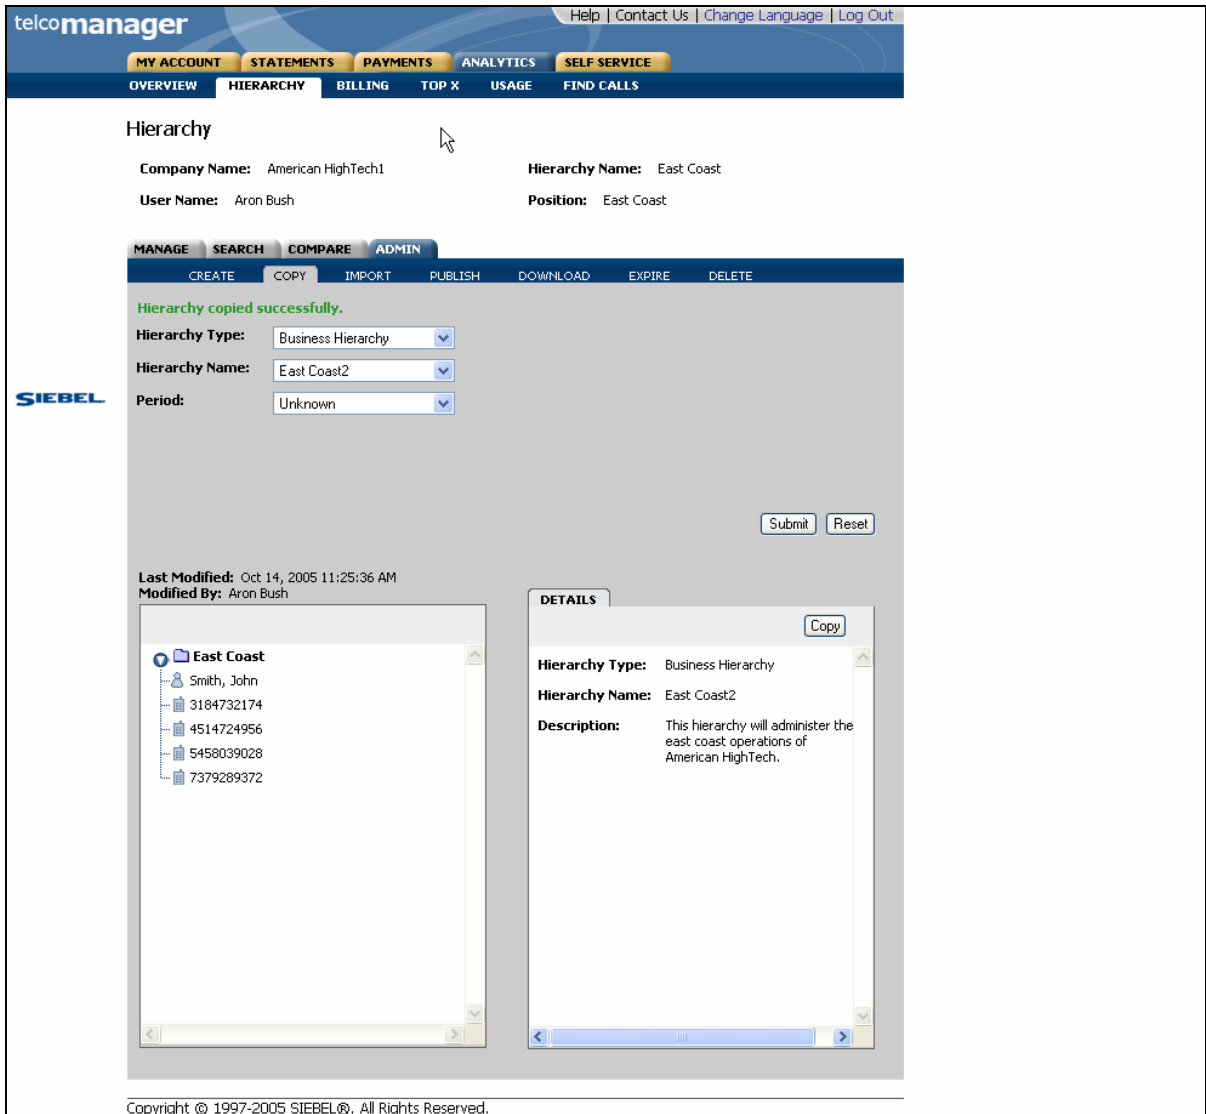 telcomanager
Help | Contact Us | Change Language | Log Out
MY ACCOUNT STATEMENTS PAYMENTS ANALYTICS SELF SERVICE
OVERVIEW HIERARCHY BILLING TOP X USAGE FIND CALLS
Hierarchy
Company Name: American HighTech1 Hierarchy Name: East Coast
User Name: Aron Bush Position: East Coast
MANAGE SEARCH COMPARE ADMIN
CREATE COPY IMPORT PUBLISH DOWNLOAD EXPIRE DELETE
Hierarchy copied successfully.
Hierarchy Type: Business Hierarchy
Hierarchy Name: East Coast2
SIEBEL.
Period: Unknown
Submit Reset
Last Modified: Oct 14, 2005 11:25:36 AM
Modified By: Aron Bush
East Coast
Smith, John
3184732174
4514724956
5458039028
7379289372
DETAILS
Copy
Hierarchy Type: Business Hierarchy
Hierarchy Name: East Coast2
Description: This hierarchy will administer the
east coast operations of
American HighTech.
Copyright © 1997-2005 SIEBEL®. All Rights Reserved.